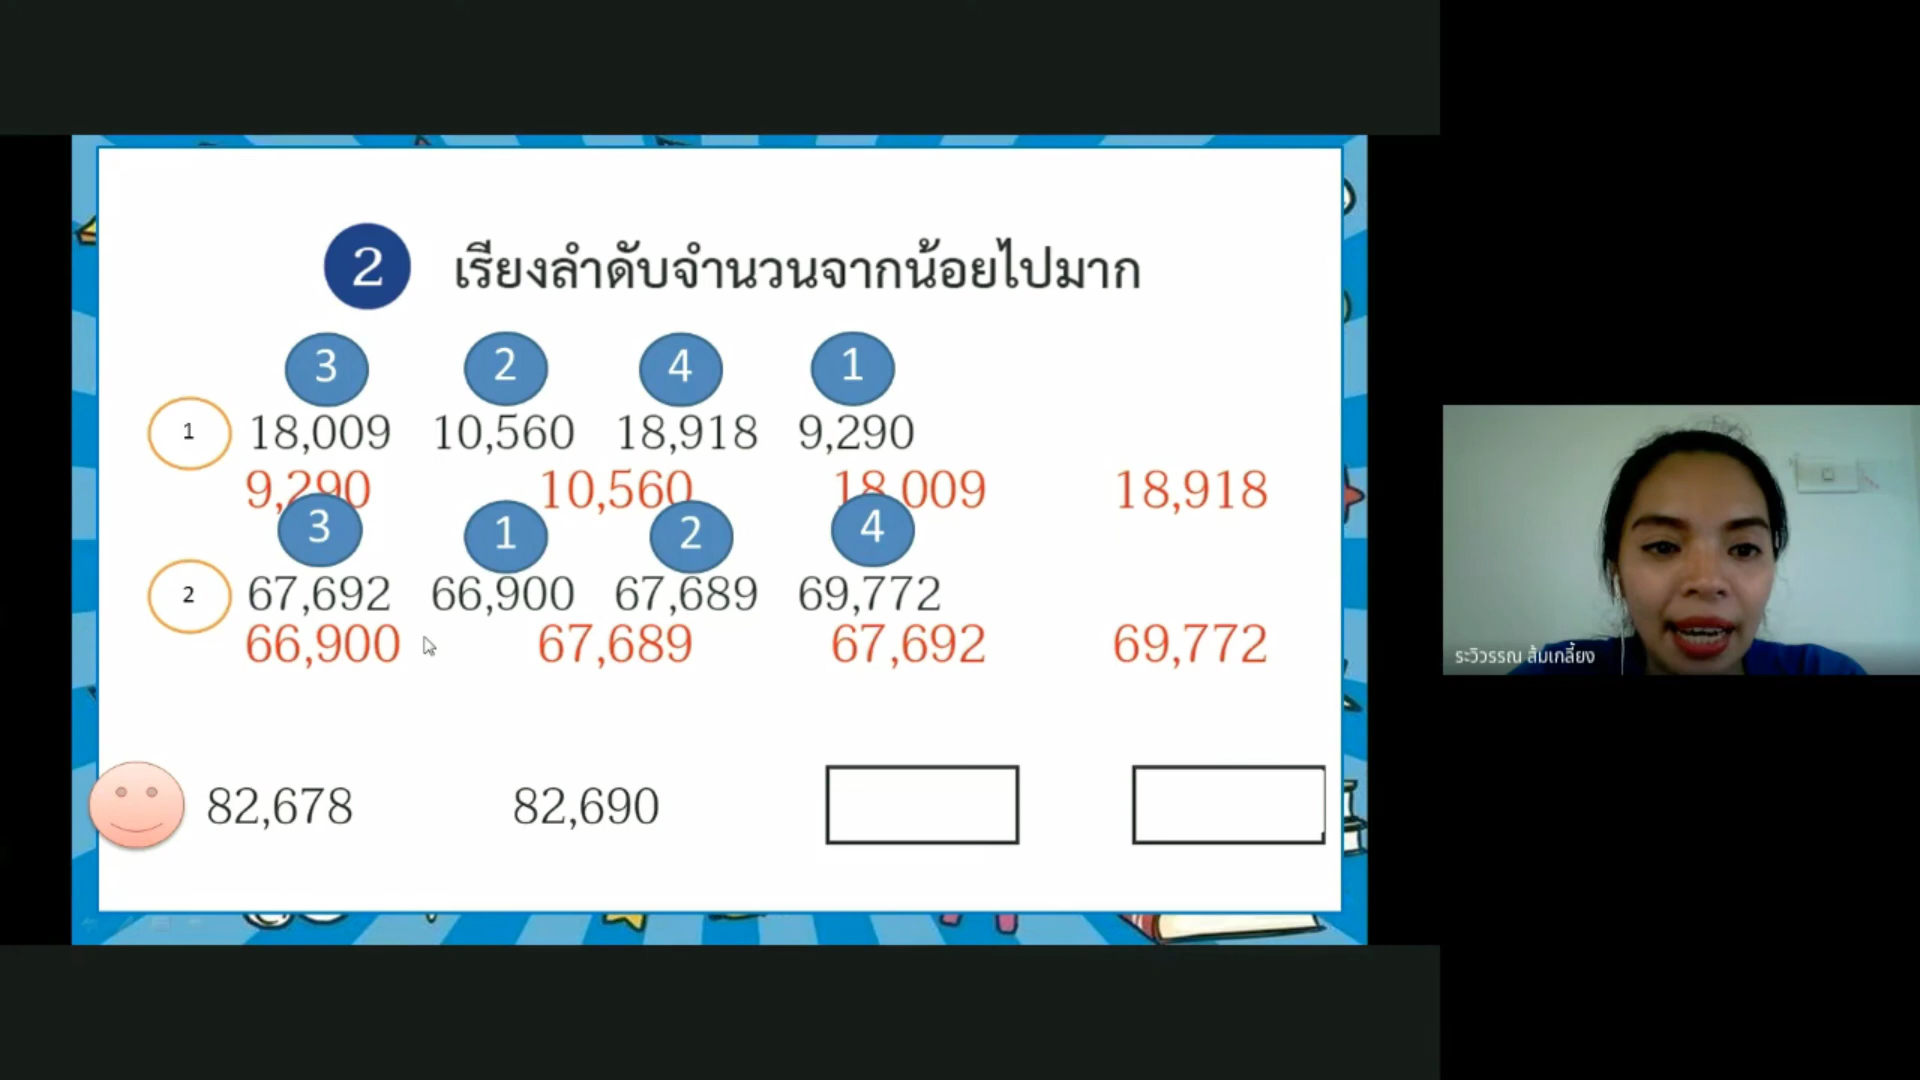 2 เรียงลำดับจำนวนจากน้อยไปมาก
3 2 4 1
1 18,009 10,560 18,918 9,290
9,290 10,560 18,009 18,918
3 1 2 4
2 67,692 66,900 67,689 69,772
66,900 67,689 67,692 69,772
82,678 82,690
ระวิวรรณ ส้มเกลี้ยง